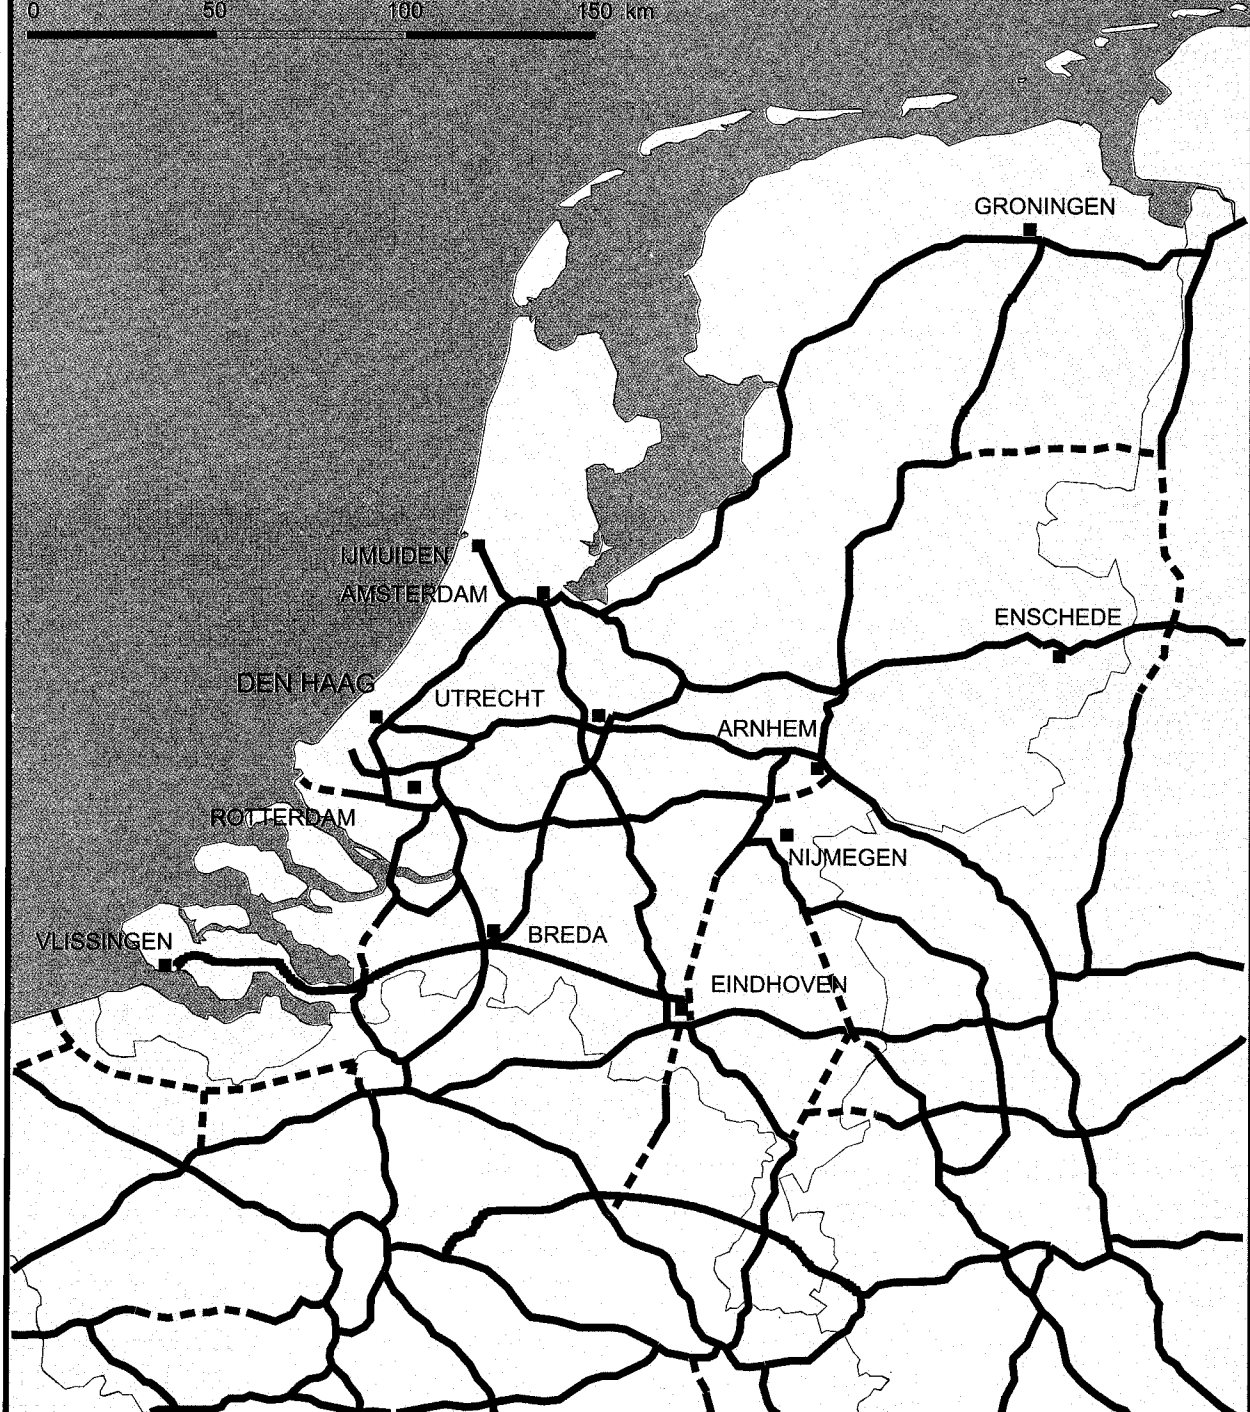 0 50 100 150 km
GRONINGEN
IJMUIDEN
AMSTERDAM
ENSCHEDE
DEN HAAG
UTRECHT
ARNHEM
ROTTERDAM
NIJMEGEN
VLISSINGEN
BREDA
EINDHOVEN